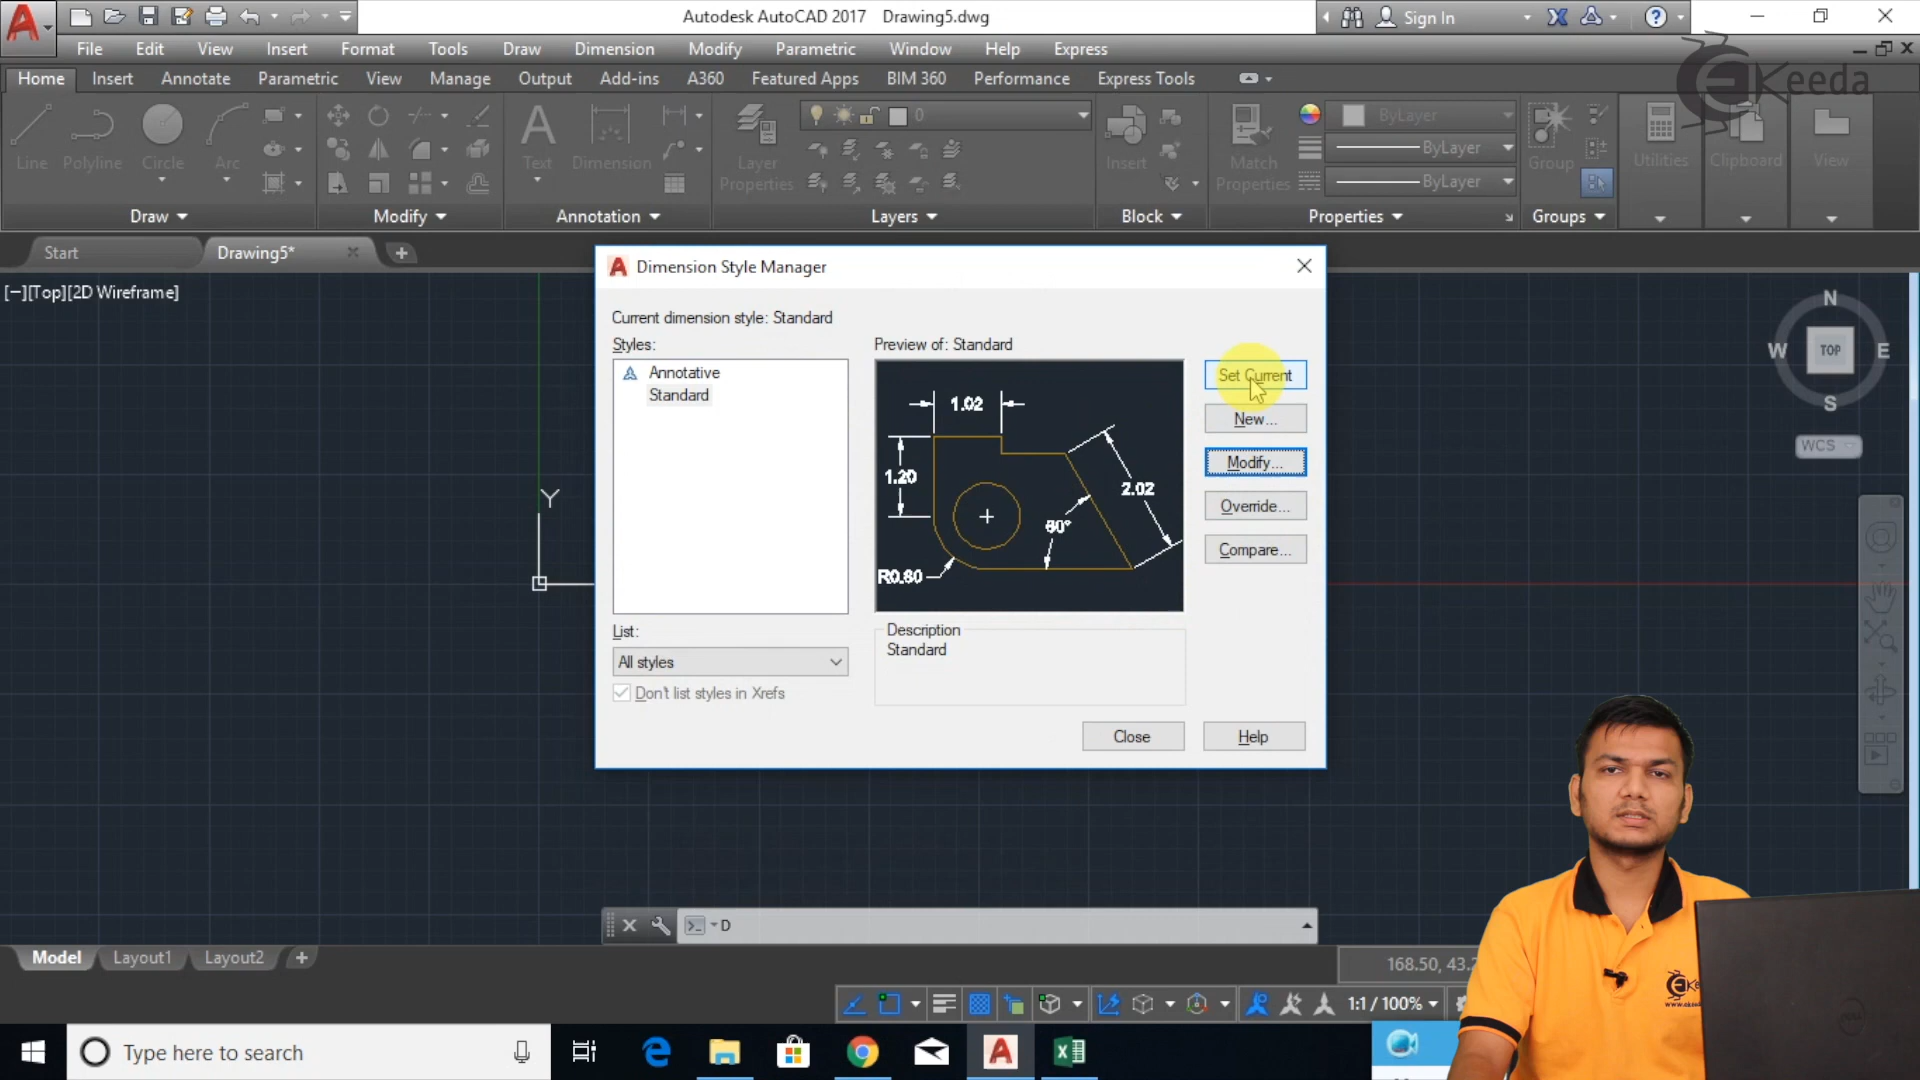 Autodesk AutoCAD 2017 Drawing5.dwg
Sign In
File Edit View Insert Format Tools Draw Dimension Modify Parametric Window Help Express
Home Insert Annotate Parametric View Manage Output Add-ins A360 Featured Apps BIM 360 Performance Express Tools
Keeda
0
ByLayer
ByLayer
ByLayer
Line Polyline Circle Arc
Text Dimension
Layer Properties
Insert
Match Properties
Group
Utilities Clipboard View
Draw Modify Annotation Layers Block Properties Groups
Start Drawing5*
[−][Top][2D Wireframe]
Dimension Style Manager
Current dimension style: Standard
Styles:
Annotative
Standard
Preview of: Standard
1.02
1.20
2.02
60°
R0.80
Set Current
New...
Modify...
Override...
Compare...
List:
All styles
Don't list styles in Xrefs
Description
Standard
Close Help
N
W TOP E
S
WCS
Y
D
Model Layout1 Layout2
1:1 / 100%
Type here to search